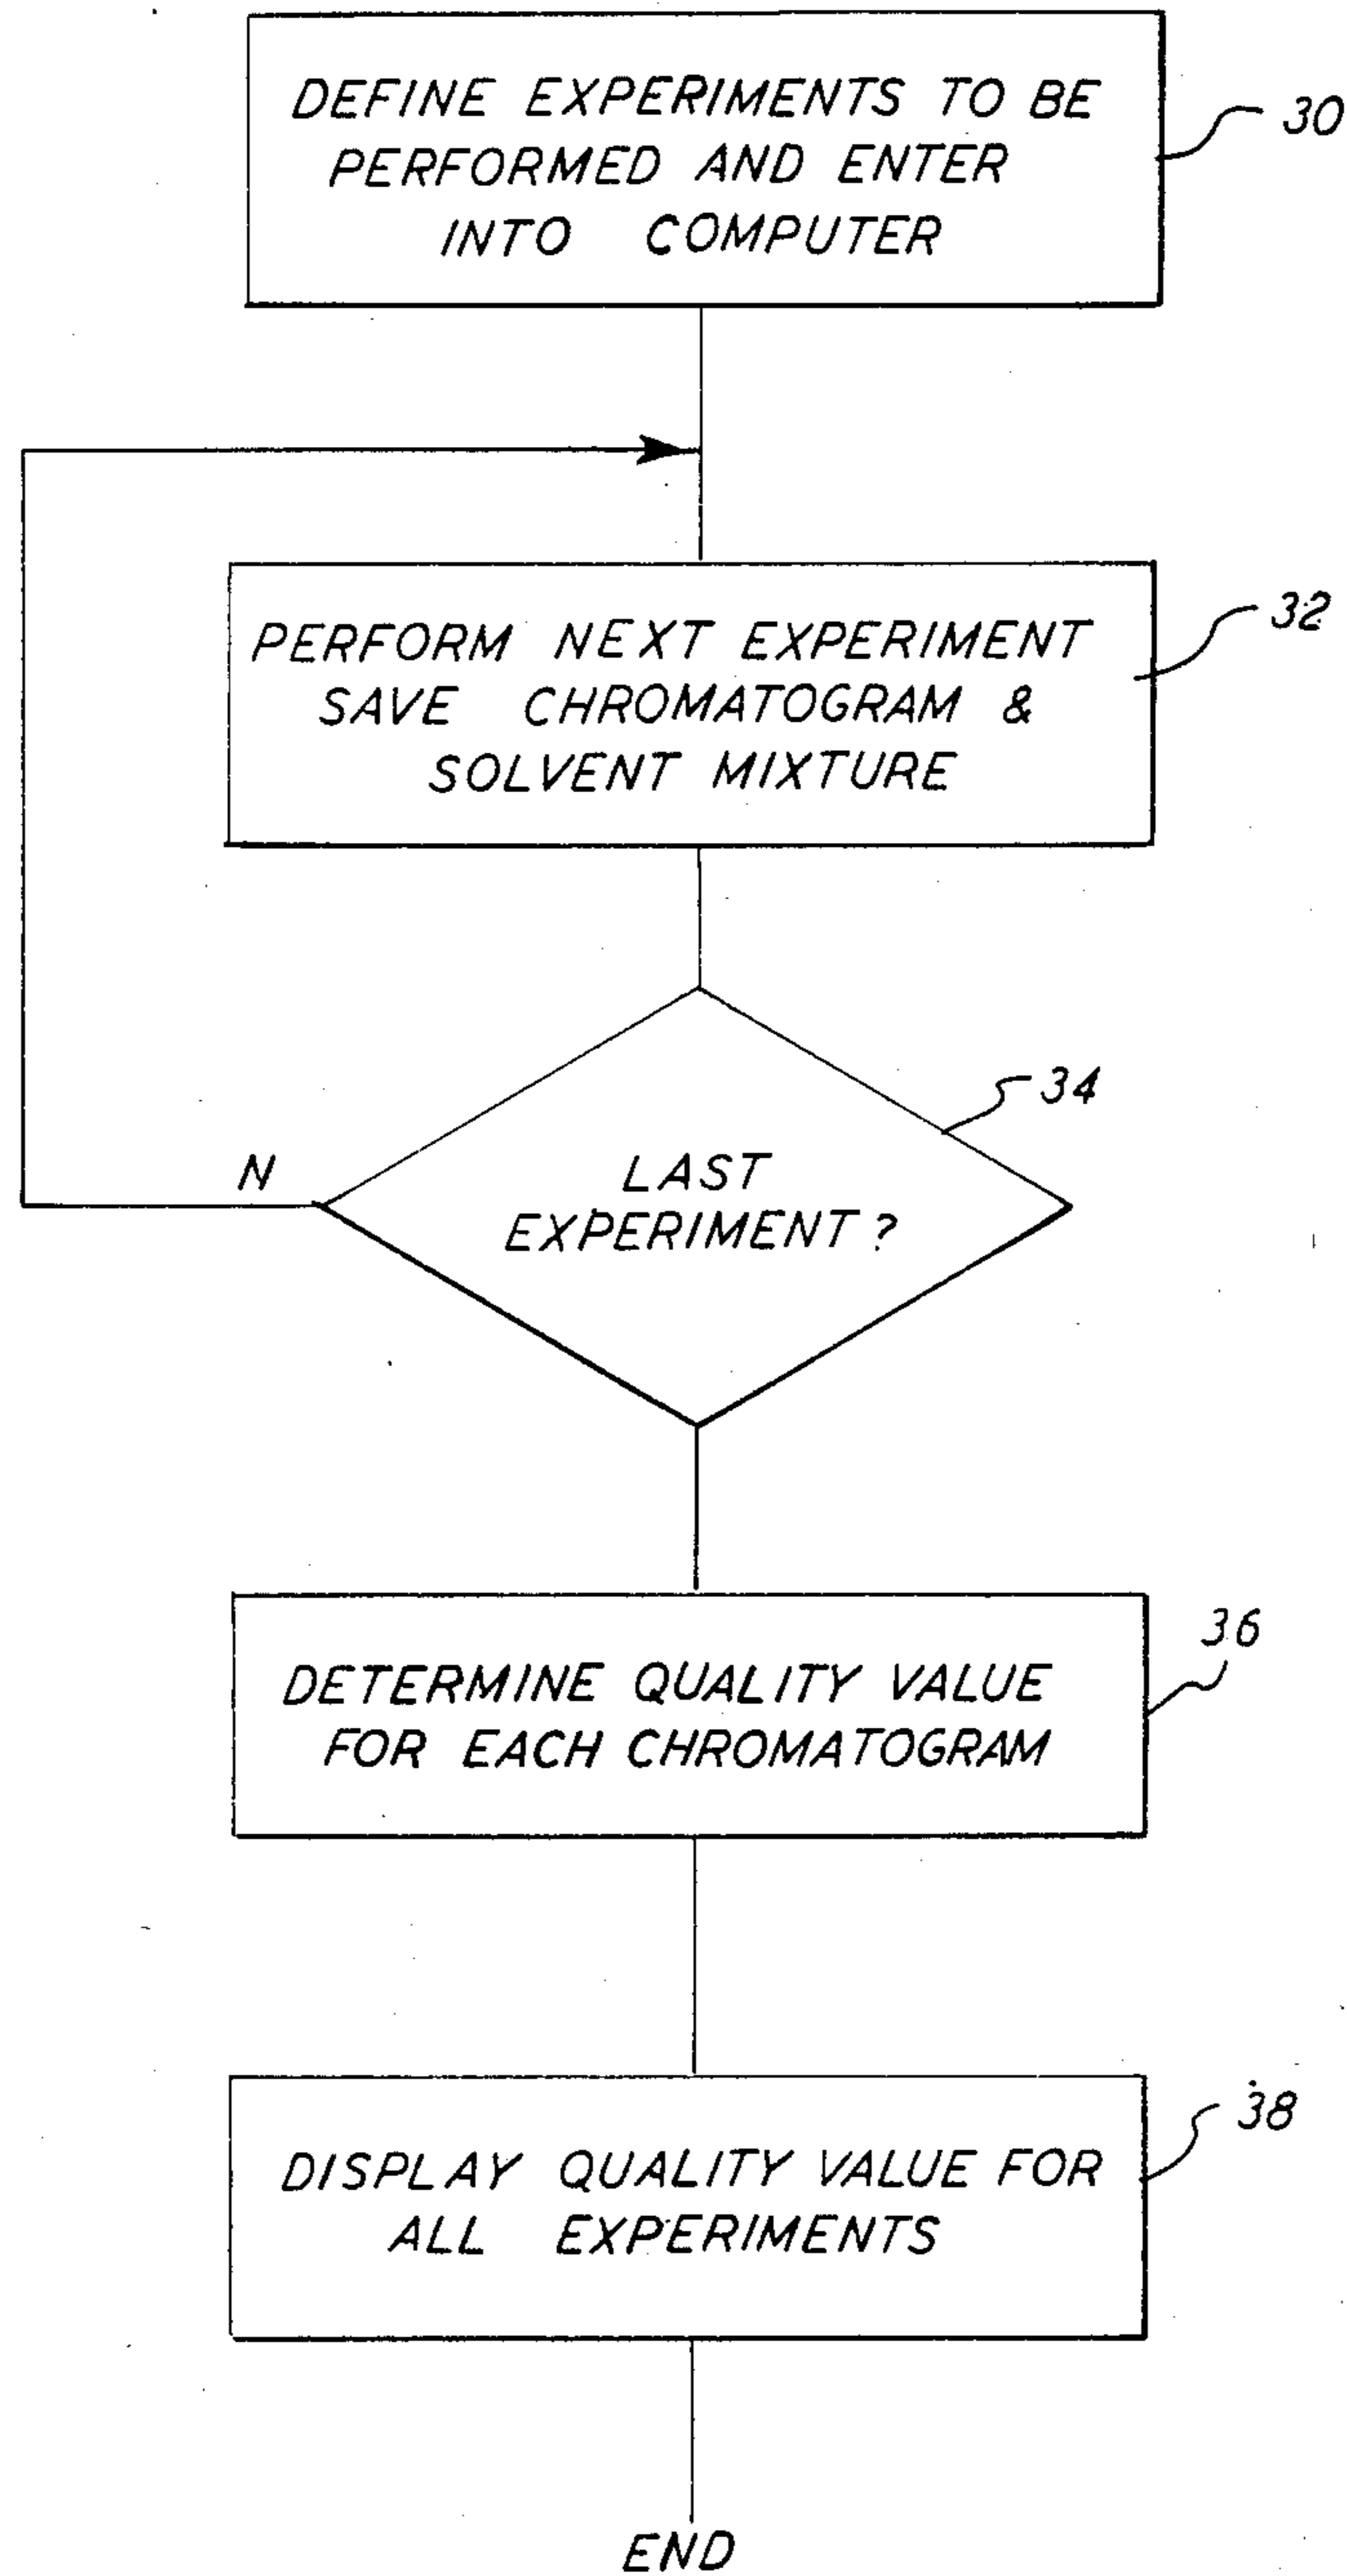 DEFINE EXPERIMENTS TO BE
PERFORMED AND ENTER
INTO COMPUTER
30
PERFORM NEXT EXPERIMENT
SAVE CHROMATOGRAM &
SOLVENT MIXTURE
32
34
N
LAST
EXPERIMENT?
36
DETERMINE QUALITY VALUE
FOR EACH CHROMATOGRAM
38
DISPLAY QUALITY VALUE FOR
ALL EXPERIMENTS
END